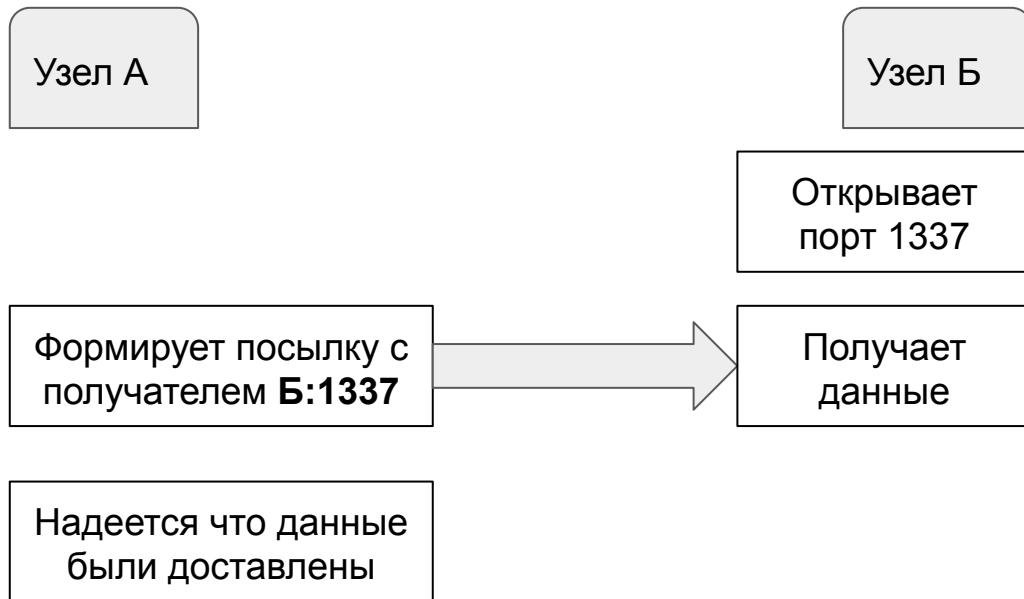 Узел А
Узел Б
Открывает
порт 1337
Формирует посылку с
получателем Б:1337
Получает
данные
Надеется что данные
были доставлены